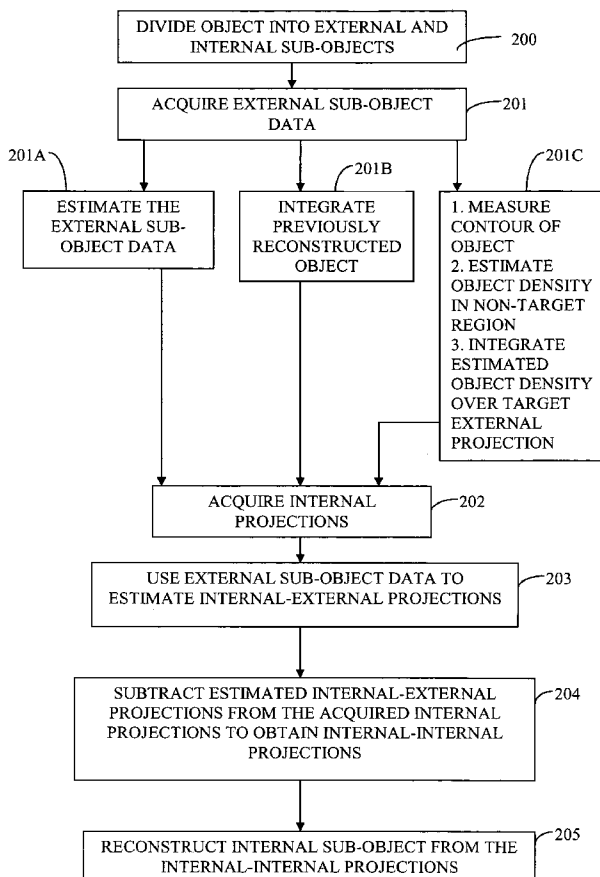 DIVIDE OBJECT INTO EXTERNAL AND
INTERNAL SUB-OBJECTS
200
ACQUIRE EXTERNAL SUB-OBJECT
DATA
201
201A
ESTIMATE THE
EXTERNAL SUB-
OBJECT DATA
201B
INTEGRATE
PREVIOUSLY
RECONSTRUCTED
OBJECT
201C
1. MEASURE
CONTOUR OF
OBJECT
2. ESTIMATE
OBJECT DENSITY
IN NON-TARGET
REGION
3. INTEGRATE
ESTIMATED
OBJECT DENSITY
OVER TARGET
EXTERNAL
PROJECTION
ACQUIRE INTERNAL
PROJECTIONS
202
USE EXTERNAL SUB-OBJECT DATA TO
ESTIMATE INTERNAL-EXTERNAL PROJECTIONS
203
SUBTRACT ESTIMATED INTERNAL-EXTERNAL
PROJECTIONS FROM THE ACQUIRED INTERNAL
PROJECTIONS TO OBTAIN INTERNAL-INTERNAL
PROJECTIONS
204
RECONSTRUCT INTERNAL SUB-OBJECT FROM THE
INTERNAL-INTERNAL PROJECTIONS
205